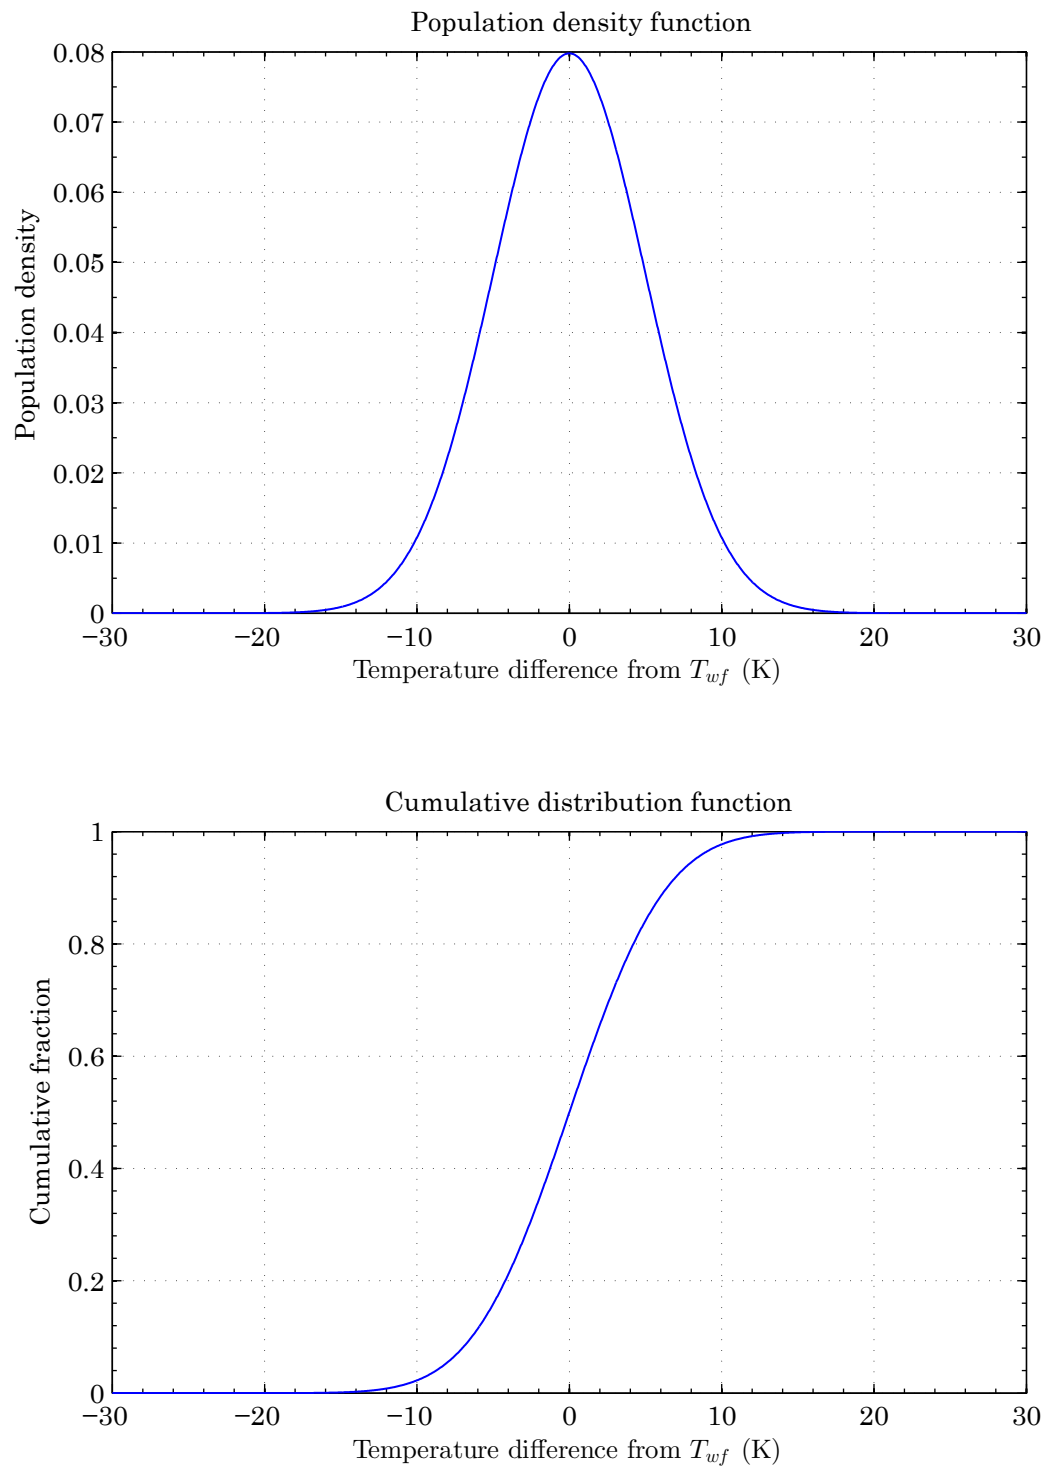 Population density function
0.08
0.07
0.06
0.05
0.04
0.03
0.02
0.01
0
Population density
−30 −20 −10 0 10 20 30
Temperature difference from T_wf (K)
Cumulative distribution function
1
0.8
0.6
0.4
0.2
0
Cumulative fraction
−30 −20 −10 0 10 20 30
Temperature difference from T_wf (K)